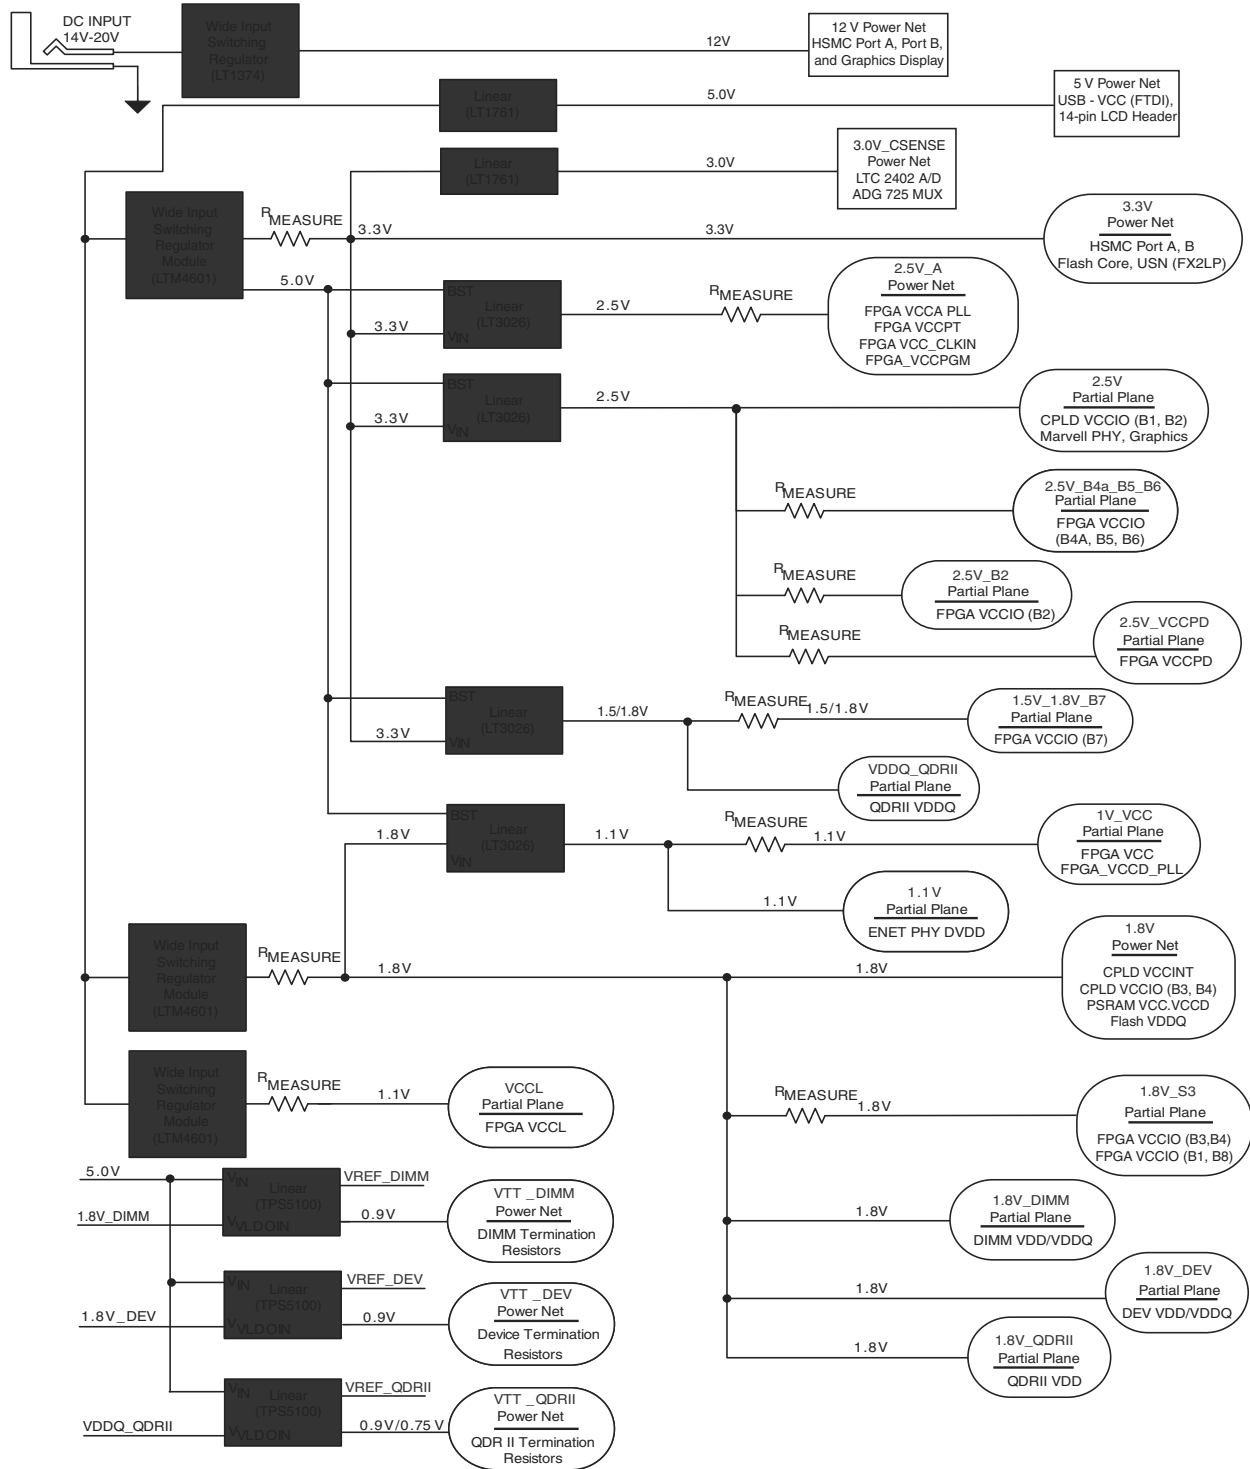 DC INPUT
14V-20V
Wide Input
Switching
Regulator
(LT1374)
12V
12 V Power Net
HSMC Port A, Port B,
and Graphics Display
Linear
(LT1761)
5.0V
5 V Power Net
USB - VCC (FTDI),
14-pin LCD Header
Linear
(LT1761)
3.0V
3.0V_CSENSE
Power Net
LTC 2402 A/D
ADG 725 MUX
Wide Input
Switching
Regulator
Module
(LTM4601)
RMEASURE
3.3V
3.3V
3.3V
Power Net
HSMC Port A, B
Flash Core, USN (FX2LP)
5.0V
BST
Linear
(LT3026)
VIN
3.3V
2.5V
RMEASURE
2.5V_A
Power Net
FPGA VCCA PLL
FPGA VCCPT
FPGA VCC_CLKIN
FPGA_VCCPGM
BST
Linear
(LT3026)
VIN
3.3V
2.5V
2.5V
Partial Plane
CPLD VCCIO (B1, B2)
Marvell PHY, Graphics
RMEASURE
2.5V_B4a_B5_B6
Partial Plane
FPGA VCCIO
(B4A, B5, B6)
RMEASURE
2.5V_B2
Partial Plane
FPGA VCCIO (B2)
RMEASURE
2.5V_VCCPD
Partial Plane
FPGA VCCPD
BST
Linear
(LT3026)
VIN
3.3V
1.5/1.8V
RMEASURE
1.5/1.8V
1.5V_1.8V_B7
Partial Plane
FPGA VCCIO (B7)
VDDQ_QDRII
Partial Plane
QDRII VDDQ
BST
Linear
(LT3026)
VIN
1.8V
1.1V
RMEASURE
1.1V
1V_VCC
Partial Plane
FPGA VCC
FPGA_VCCD_PLL
1.1V
1.1V
Partial Plane
ENET PHY DVDD
Wide Input
Switching
Regulator
Module
(LTM4601)
RMEASURE
1.8V
1.8V
1.8V
Power Net
CPLD VCCINT
CPLD VCCIO (B3, B4)
PSRAM VCC.VCCD
Flash VDDQ
Wide Input
Switching
Regulator
Module
(LTM4601)
RMEASURE
1.1V
VCCL
Partial Plane
FPGA VCCL
RMEASURE
1.8V
1.8V_S3
Partial Plane
FPGA VCCIO (B3,B4)
FPGA VCCIO (B1, B8)
5.0V
VIN
Linear
(TPS5100)
VREF_DIMM
1.8V_DIMM
VVLDOIN
0.9V
VTT _DIMM
Power Net
DIMM Termination
Resistors
1.8V
1.8V_DIMM
Partial Plane
DIMM VDD/VDDQ
VIN
Linear
(TPS5100)
VREF_DEV
1.8V_DEV
VVLDOIN
0.9V
VTT _DEV
Power Net
Device Termination
Resistors
1.8V
1.8V_DEV
Partial Plane
DEV VDD/VDDQ
1.8V
1.8V_QDRII
Partial Plane
QDRII VDD
VIN
Linear
(TPS5100)
VREF_QDRII
VDDQ_QDRII
VVLDOIN
0.9V/0.75 V
VTT _QDRII
Power Net
QDR II Termination
Resistors